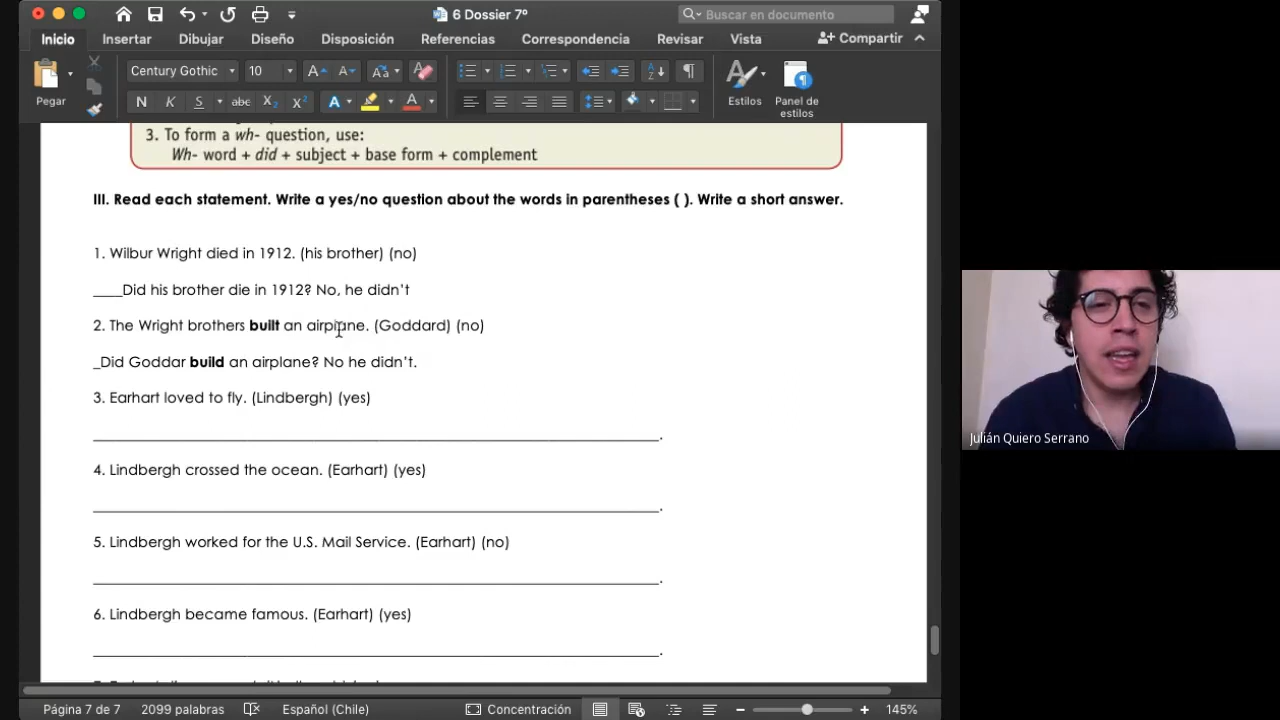 6 Dossier 7º
Buscar en documento
Inicio
Insertar
Dibujar
Diseño
Disposición
Referencias
Correspondencia
Revisar
Vista
Compartir
Pegar
Century Gothic
10
Estilos
Panel de
estilos
3. To form a wh- question, use:
Wh- word + did + subject + base form + complement
III. Read each statement. Write a yes/no question about the words in parentheses ( ). Write a short answer.
1. Wilbur Wright died in 1912. (his brother) (no)
____Did his brother die in 1912? No, he didn't
2. The Wright brothers built an airplane. (Goddard) (no)
_Did Goddar build an airplane? No he didn't.
3. Earhart loved to fly. (Lindbergh) (yes)
4. Lindbergh crossed the ocean. (Earhart) (yes)
5. Lindbergh worked for the U.S. Mail Service. (Earhart) (no)
6. Lindbergh became famous. (Earhart) (yes)
Julián Quiero Serrano
Página 7 de 7
2099 palabras
Español (Chile)
Concentración
145%